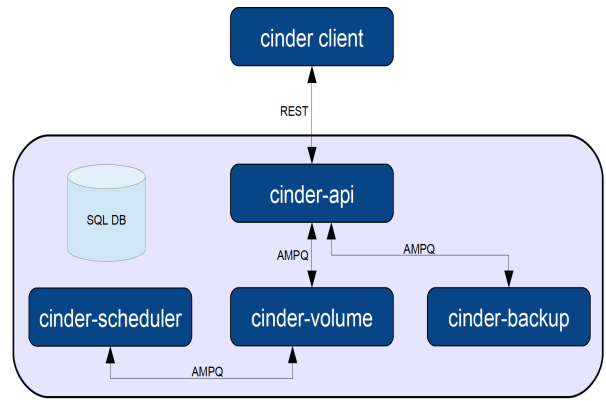 cinder client
REST
cinder-api
SQL DB
AMPQ
AMPQ
cinder-scheduler
cinder-volume
cinder-backup
AMPQ